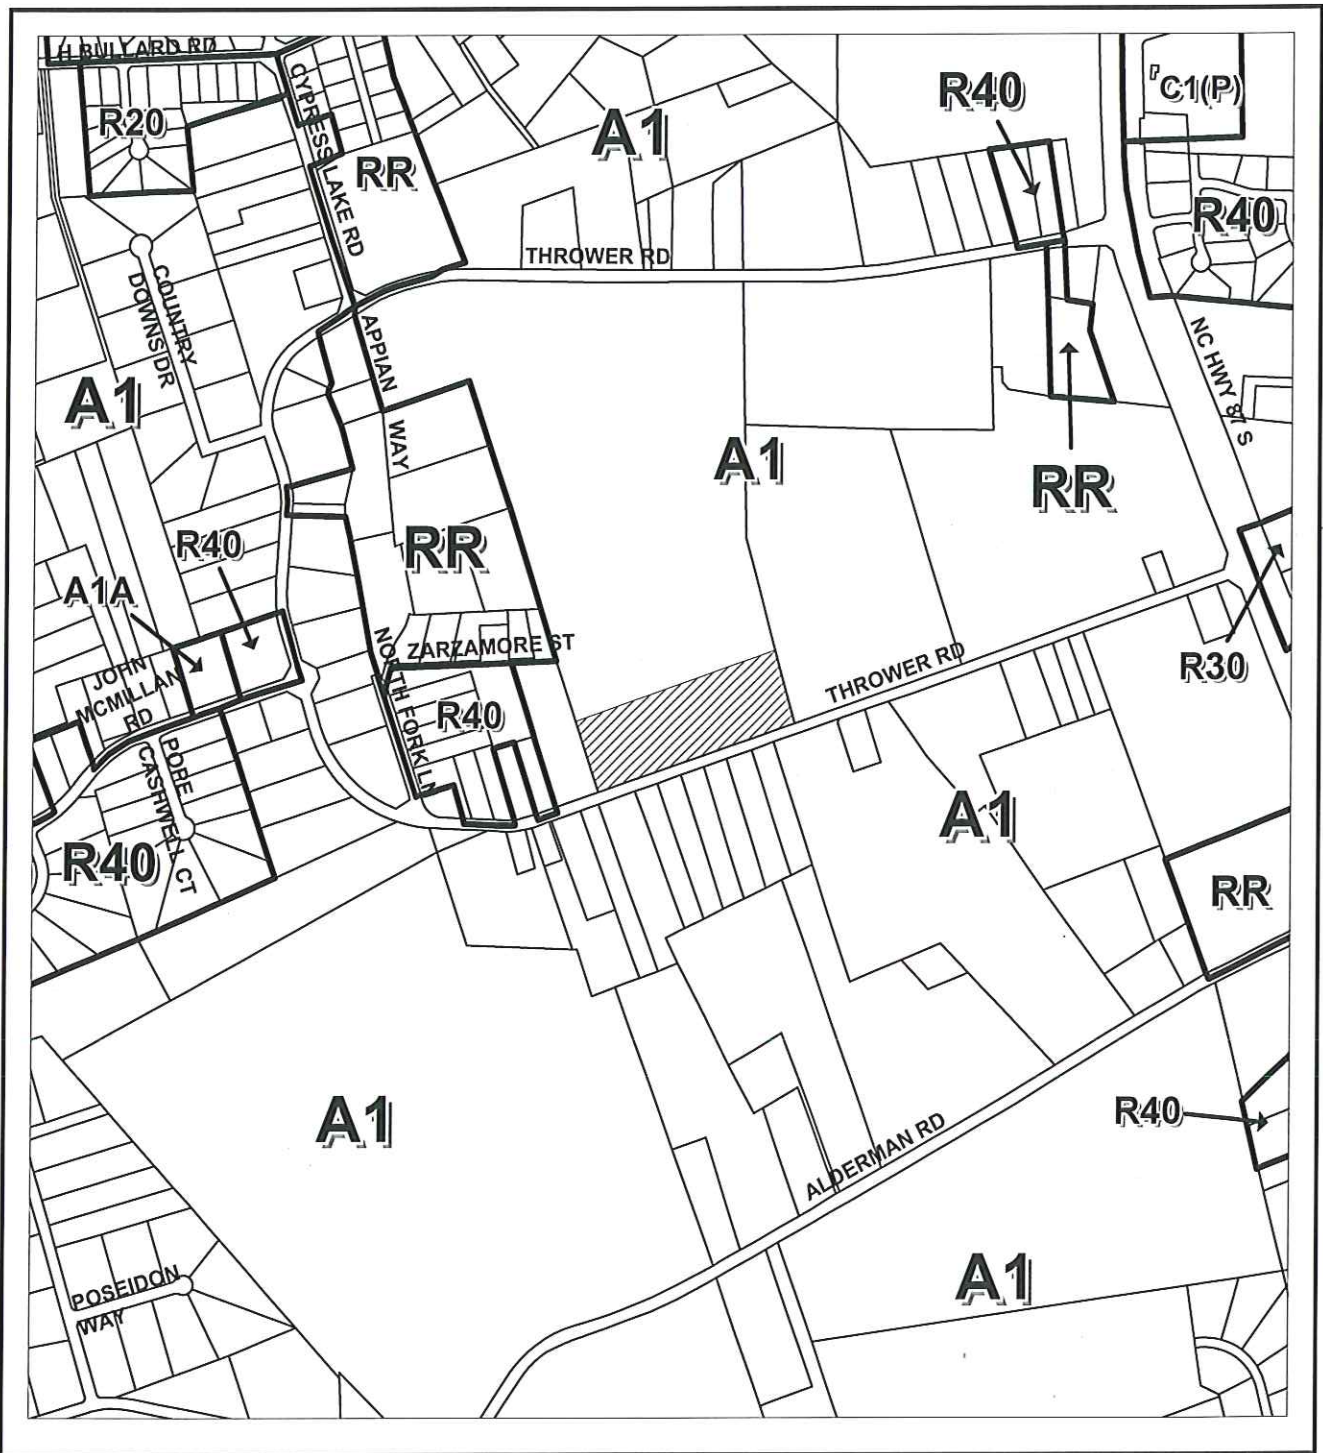 H BULLARD RD
R20
CYPRESS LAKE RD
RR
A1
R40
C1(P)
R40
THROWER RD
COUNTRY
DOWNS DR
APPIAN
WAY
NC HWY 87 S
A1
A1
RR
RR
R40
A1A
R30
JOHN
MCMILLAN
RD
NORTH FORK LN
ZARZAMORE ST
R40
THROWER RD
PORE
CASHWELL CT
R40
A1
RR
A1
R40
ALDERMAN RD
A1
POSEIDON
WAY